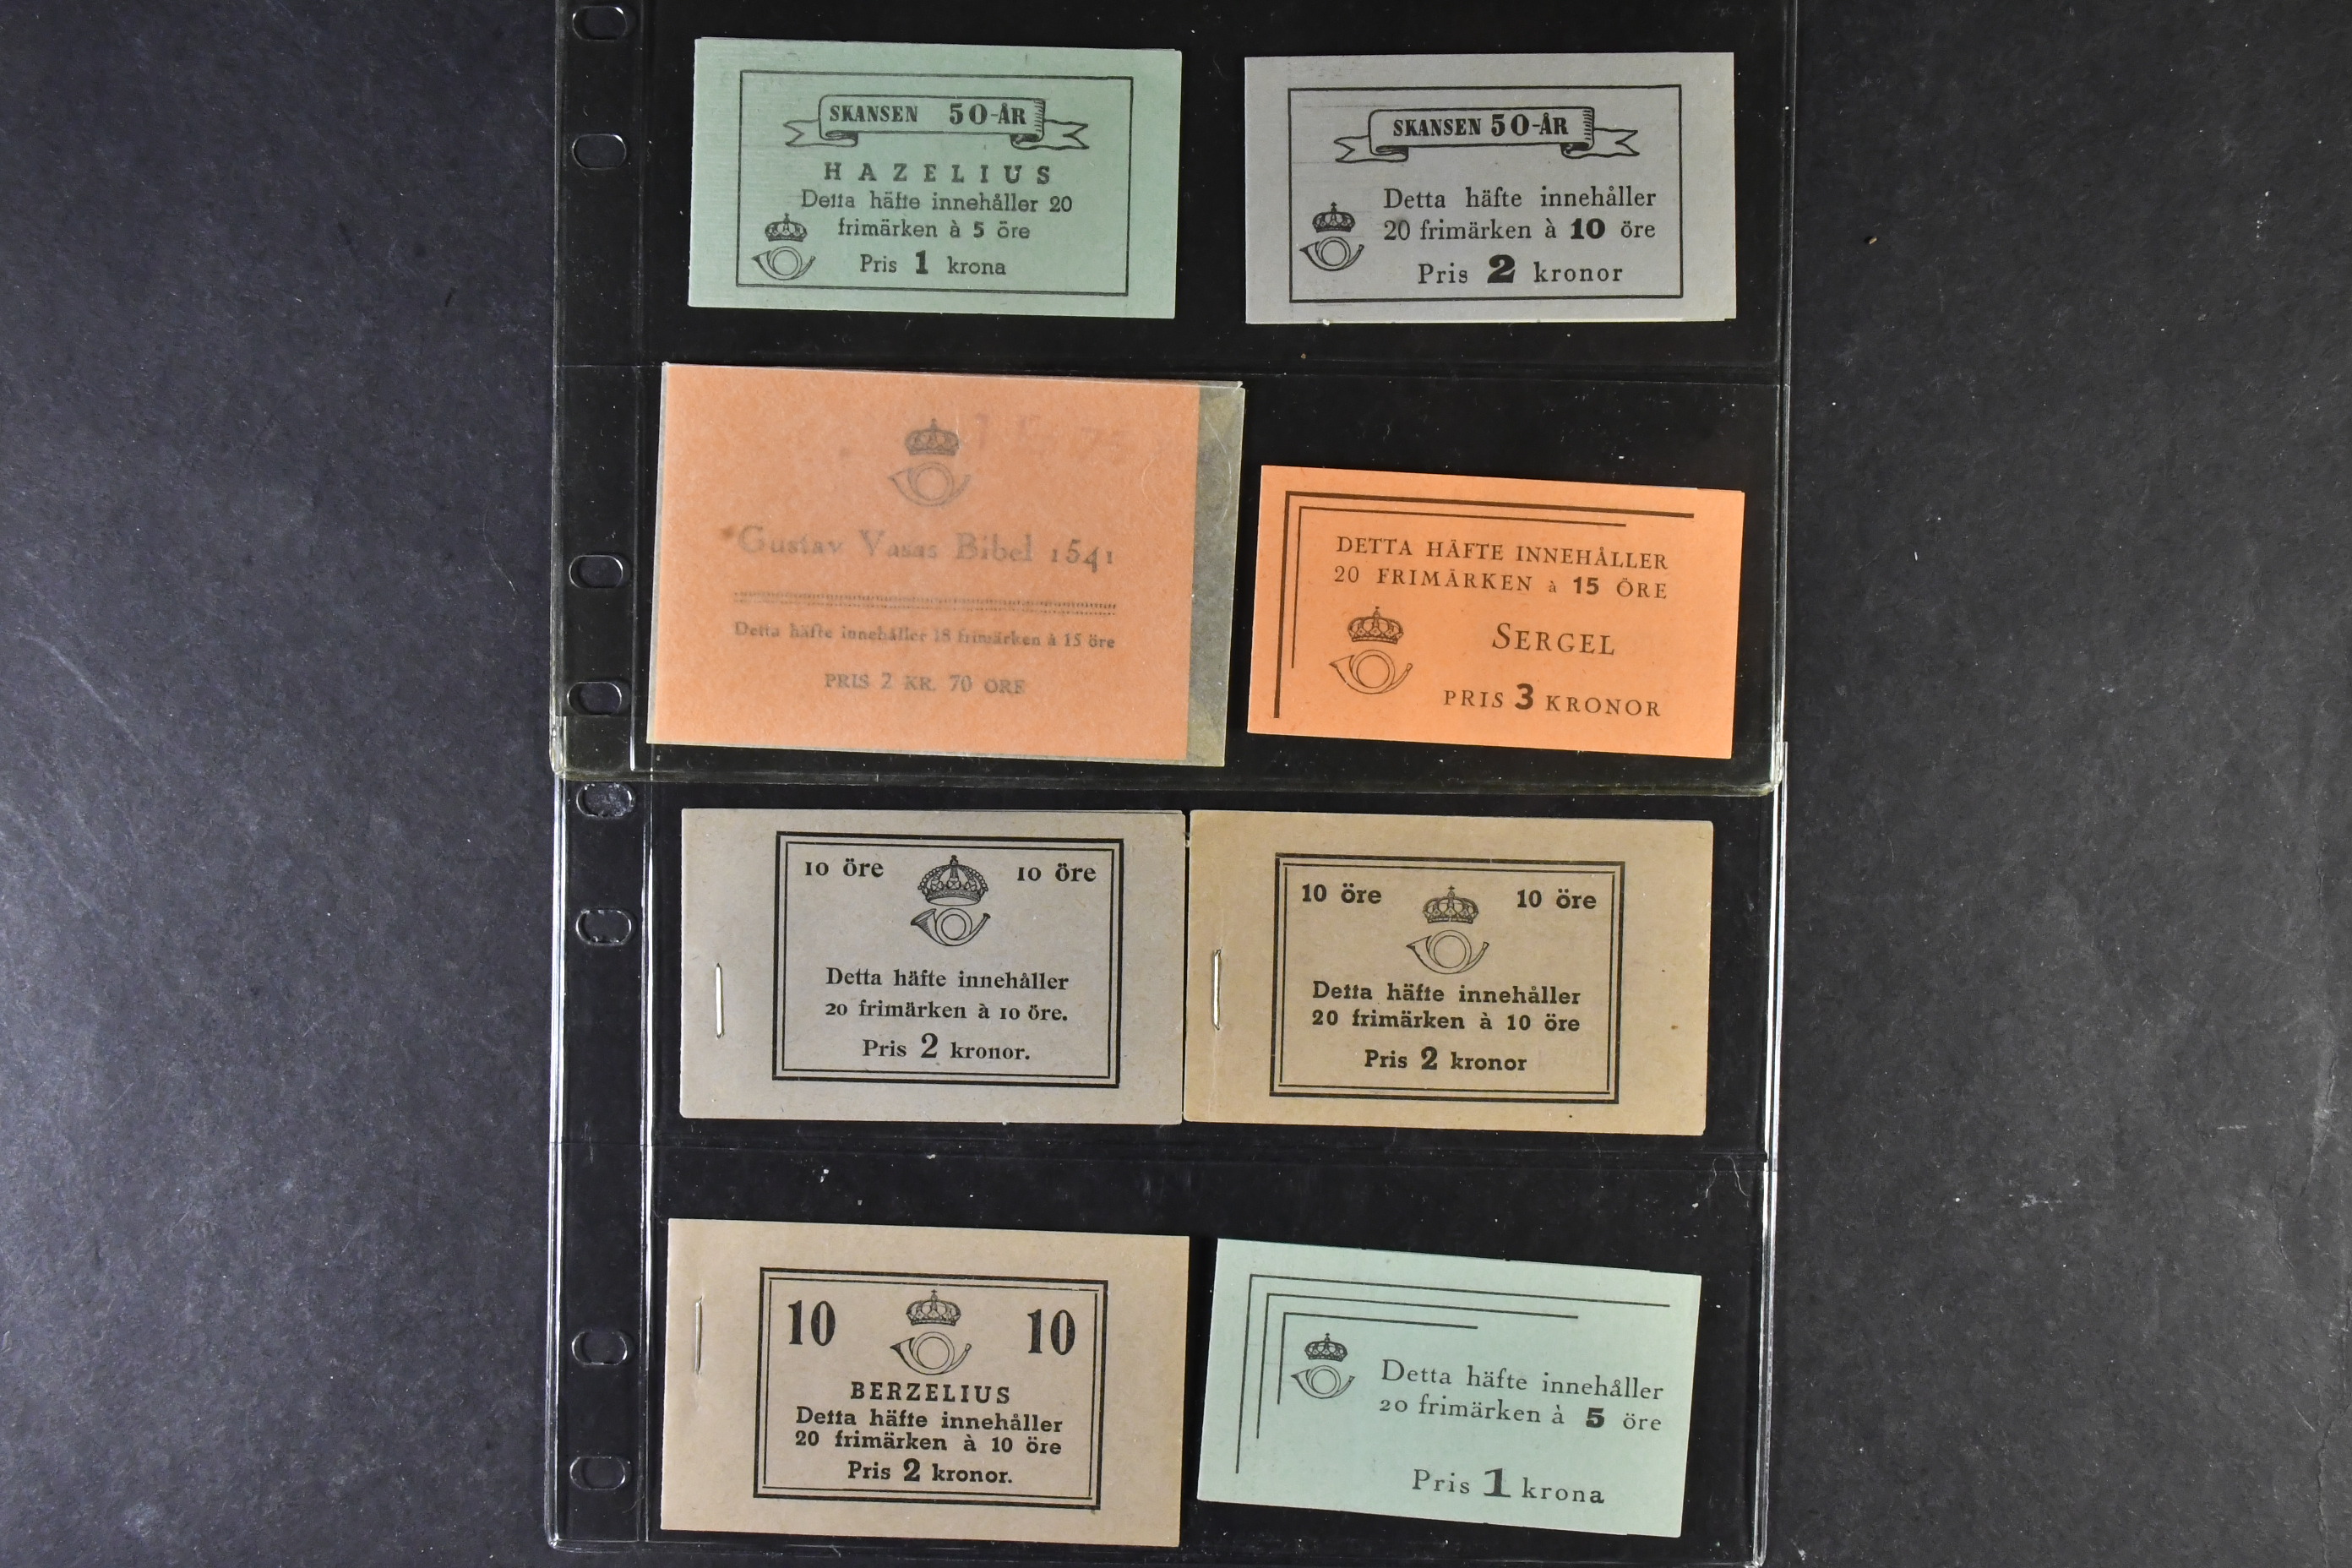 SKANSEN 50-ÅR
HAZELIUS
Detta häfte innehåller 20
frimärken à 5 öre
Pris 1 krona
SKANSEN 50-ÅR
Detta häfte innehåller
20 frimärken à 10 öre
Pris 2 kronor
Gustav Vasas Bibel 1541
Detta häfte innehåller 18 frimärken à 15 öre
PRIS 2 KR. 70 ÖRE
DETTA HÄFTE INNEHÅLLER
20 FRIMÄRKEN à 15 ÖRE
SERGEL
PRIS 3 KRONOR
10 öre 10 öre
Detta häfte innehåller
20 frimärken à 10 öre.
Pris 2 kronor.
10 öre 10 öre
Detta häfte innehåller
20 frimärken à 10 öre
Pris 2 kronor
10 10
BERZELIUS
Detta häfte innehåller
20 frimärken à 10 öre
Pris 2 kronor.
Detta häfte innehåller
20 frimärken à 5 öre
Pris 1 krona